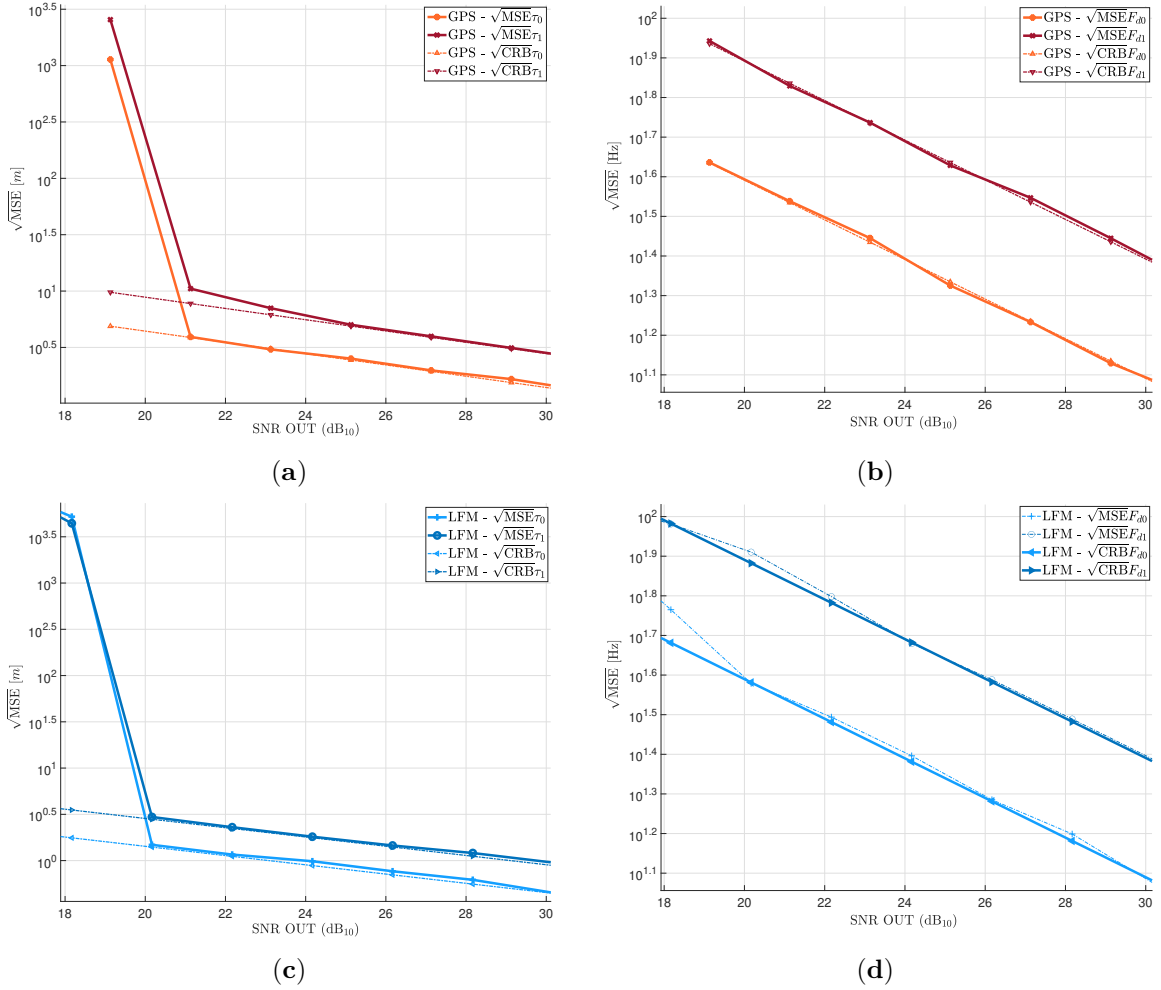 10^3.5
10^3
10^2.5
10^2
10^1.5
10^1
10^0.5
√MSE [m]
18 20 22 24 26 28 30
SNR OUT (dB₁₀)
GPS - √MSEτ₀
GPS - √MSEτ₁
GPS - √CRBτ₀
GPS - √CRBτ₁
(a)
10^2
10^1.9
10^1.8
10^1.7
10^1.6
10^1.5
10^1.4
10^1.3
10^1.2
10^1.1
√MSE [Hz]
18 20 22 24 26 28 30
SNR OUT (dB₁₀)
GPS - √MSEF_d0
GPS - √MSEF_d1
GPS - √CRBF_d0
GPS - √CRBF_d1
(b)
10^3.5
10^3
10^2.5
10^2
10^1.5
10^1
10^0.5
10^0
√MSE [m]
18 20 22 24 26 28 30
SNR OUT (dB₁₀)
LFM - √MSEτ₀
LFM - √MSEτ₁
LFM - √CRBτ₀
LFM - √CRBτ₁
(c)
10^2
10^1.9
10^1.8
10^1.7
10^1.6
10^1.5
10^1.4
10^1.3
10^1.2
10^1.1
√MSE [Hz]
18 20 22 24 26 28 30
SNR OUT (dB₁₀)
LFM - √MSEF_d0
LFM - √MSEF_d1
LFM - √CRBF_d0
LFM - √CRBF_d1
(d)